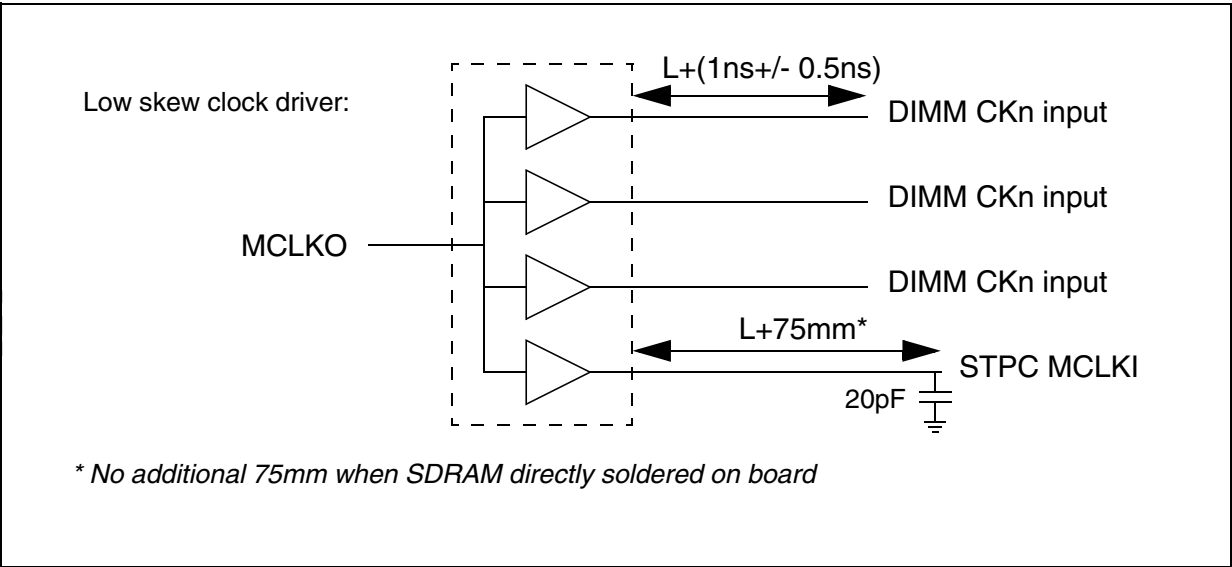 L+(1ns+/- 0.5ns)
Low skew clock driver:
DIMM CKn input
DIMM CKn input
MCLKO
DIMM CKn input
L+75mm*
STPC MCLKI
20pF
* No additional 75mm when SDRAM directly soldered on board